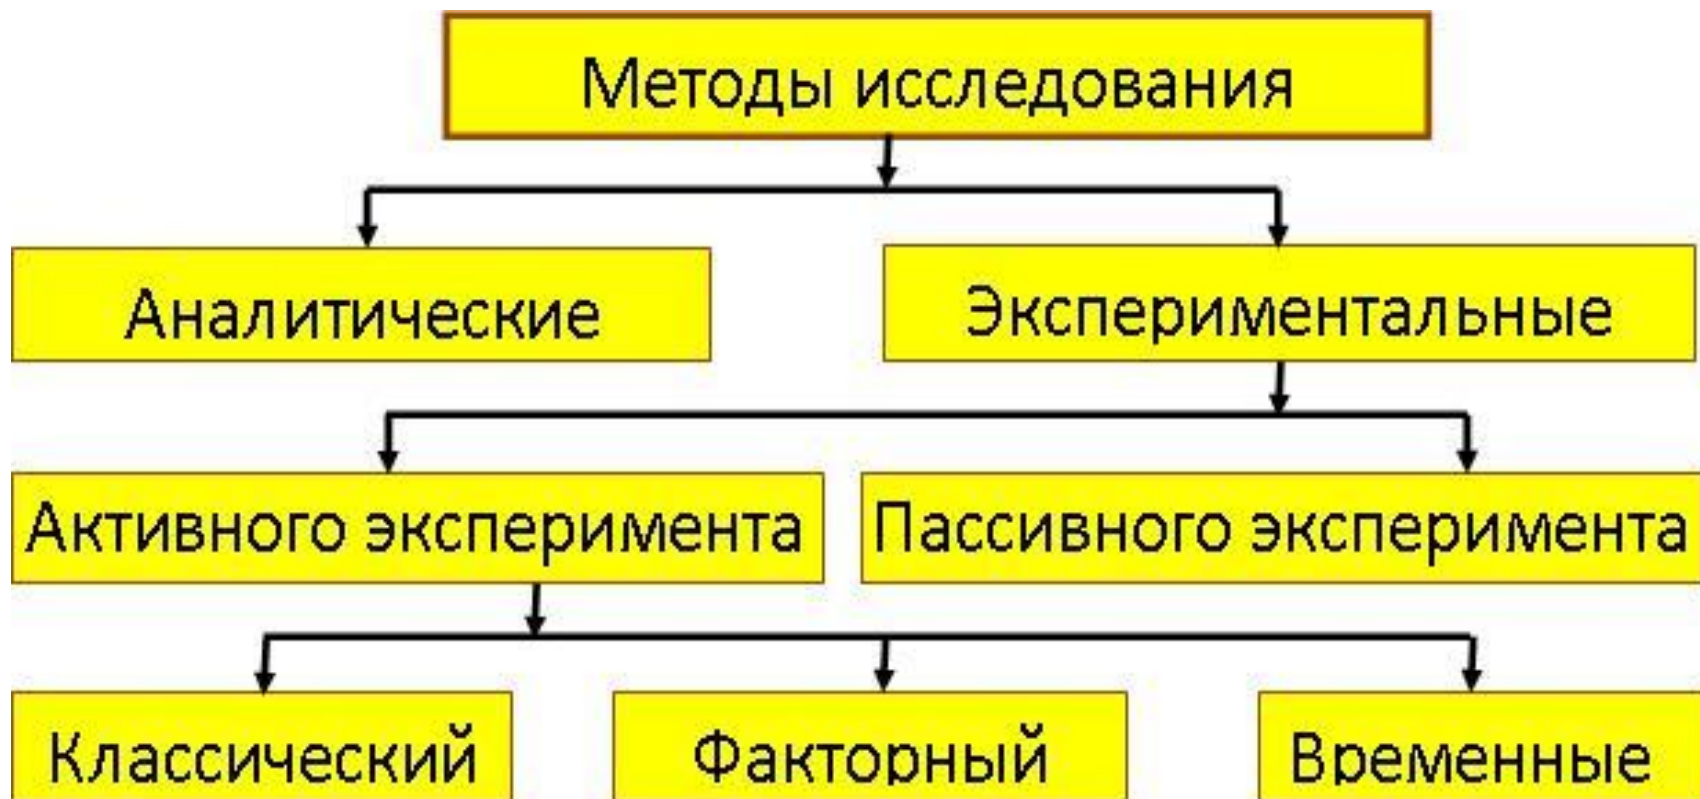 Методы исследования
Аналитические
Экспериментальные
Активного эксперимента
Пассивного эксперимента
Классический
Факторный
Временные